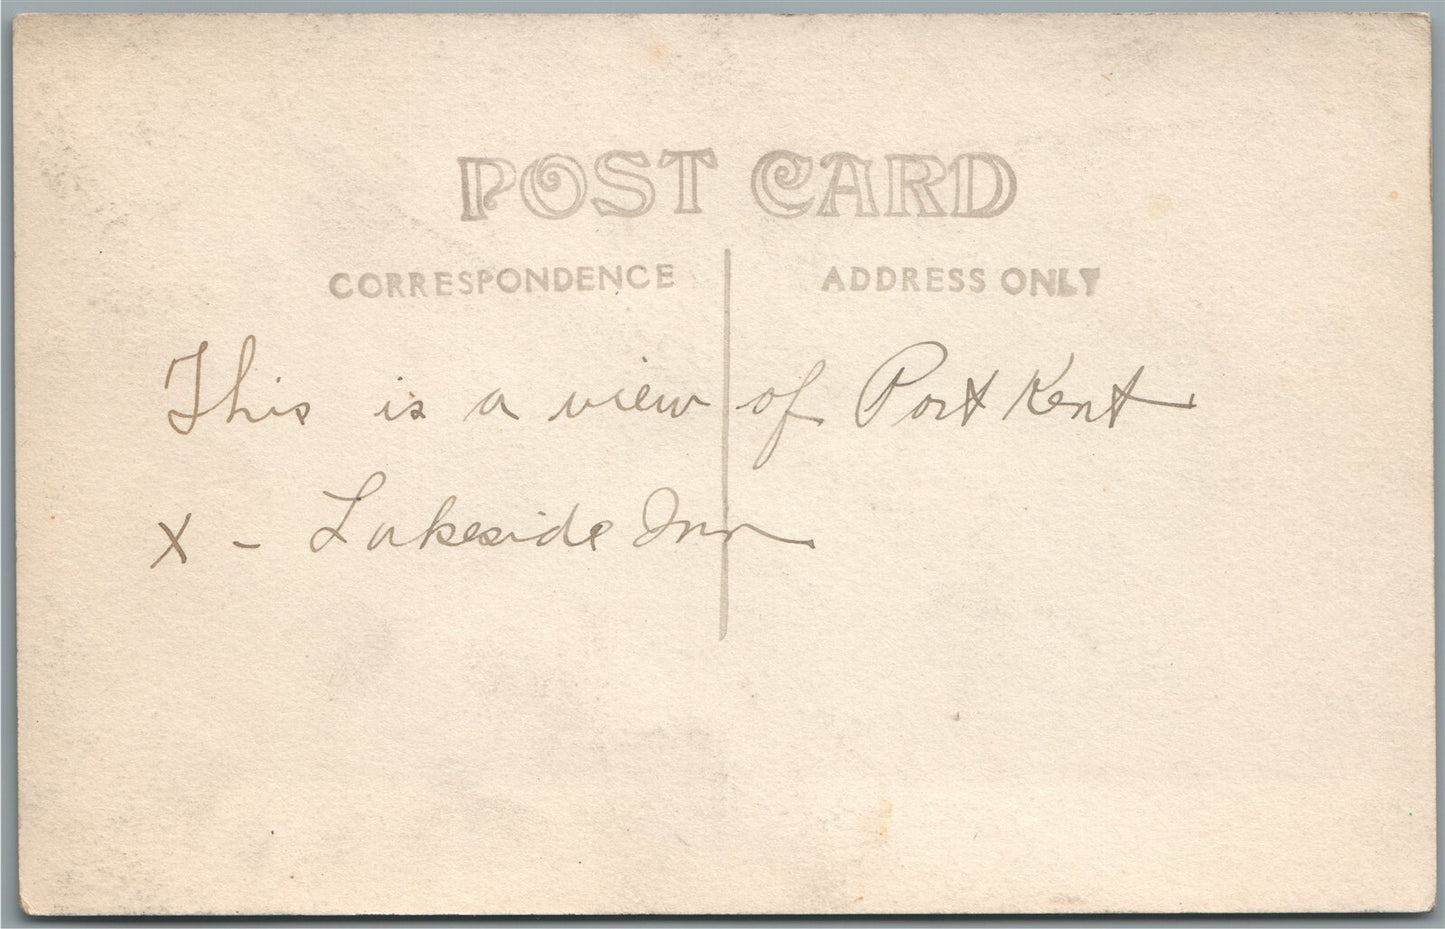 POST CARD
CORRESPONDENCE ADDRESS ONLY
This is a view of Port Kent
x - Lakeside Inn